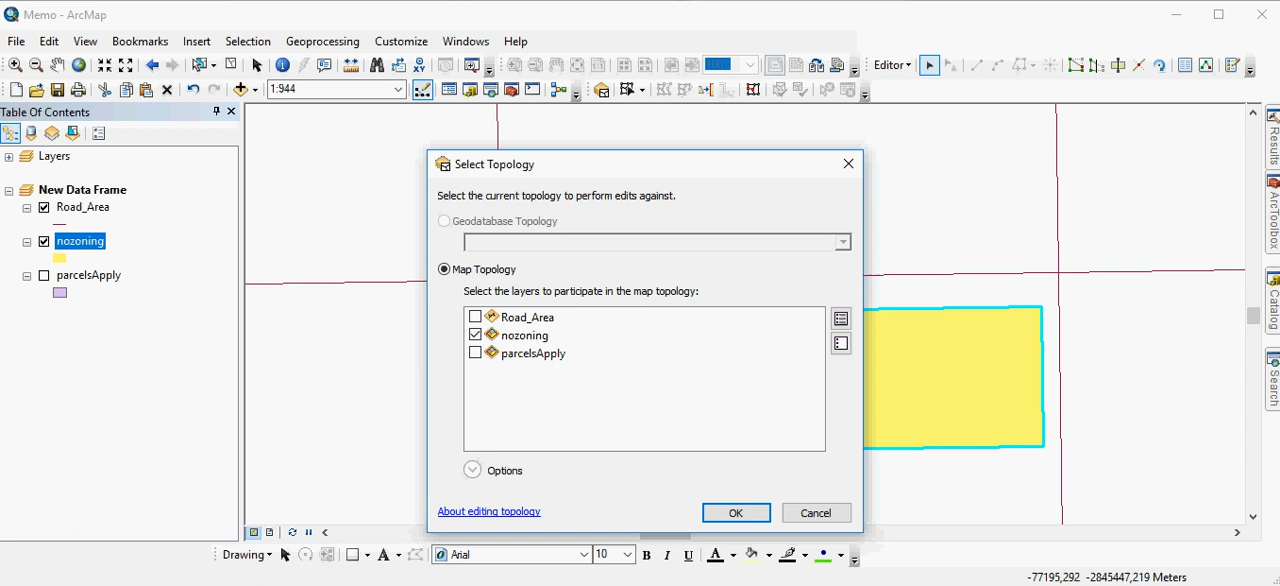 Memo - ArcMap
File Edit View Bookmarks Insert Selection Geoprocessing Customize Windows Help
Editor
1:944
Table Of Contents
Layers
New Data Frame
Road_Area
nozoning
parcelsApply
Select Topology
Select the current topology to perform edits against.
Geodatabase Topology
Map Topology
Select the layers to participate in the map topology:
Road_Area
nozoning
parcelsApply
Options
About editing topology
OK Cancel
Results
ArcToolbox
Catalog
Search
Drawing A Arial 10 B I U A
-77195,292 -2845447,219 Meters